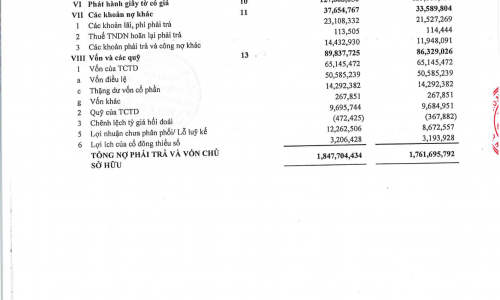 VI Phát hành giấy tờ có giá 10
VII Các khoản nợ khác 11 37,654,767 33,589,804
1 Các khoản lãi, phí phải trả 23,108,332 21,527,269
2 Thuế TNDN hoãn lại phải trả 113,505 114,444
3 Các khoản phải trả và công nợ khác 14,432,930 11,948,091
VIII Vốn và các quỹ 13 89,837,725 86,329,026
1 Vốn của TCTD 65,145,472 65,145,472
a Vốn điều lệ 50,585,239 50,585,239
c Thặng dư vốn cổ phần 14,292,382 14,292,382
g Vốn khác 267,851 267,851
2 Quỹ của TCTD 9,695,744 9,684,951
3 Chênh lệch tỷ giá hối đoái (472,425) (367,882)
5 Lợi nhuận chưa phân phối/ Lỗ luỹ kế 12,262,506 8,672,557
6 Lợi ích của cổ đông thiểu số 3,206,428 3,193,928
TỔNG NỢ PHẢI TRẢ VÀ VỐN CHỦ 1,847,704,434 1,761,695,792
SỞ HỮU